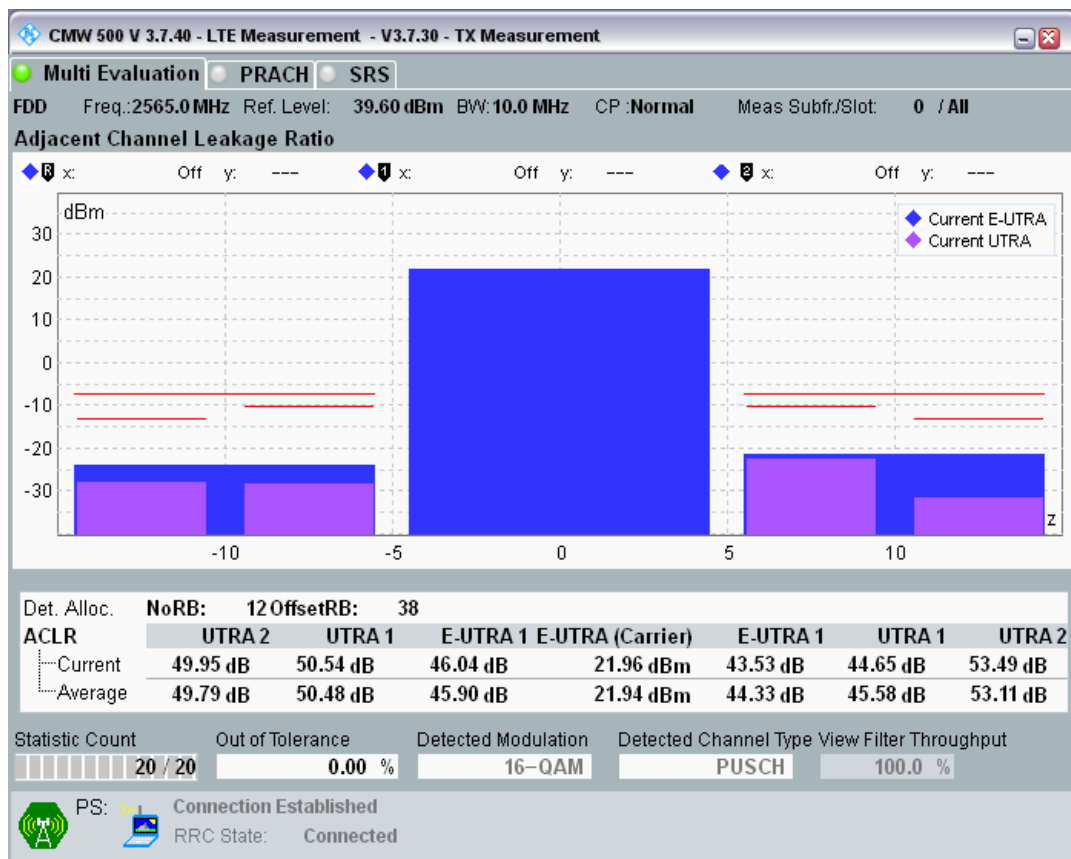 CMW 500 V 3.7.40 - LTE Measurement - V3.7.30 - TX Measurement
Multi Evaluation PRACH SRS
FDD Freq.:2565.0 MHz Ref. Level: 39.60 dBm BW: 10.0 MHz CP :Normal Meas Subfr./Slot: 0 / All
Adjacent Channel Leakage Ratio
R x: Off y: --- 1 x: Off y: --- 2 x: Off y: ---
dBm
Current E-UTRA
Current UTRA
30
20
10
0
-10
-20
-30
z
-10 -5 0 5 10
Det. Alloc. NoRB: 12 OffsetRB: 38
ACLR UTRA 2 UTRA 1 E-UTRA 1 E-UTRA (Carrier) E-UTRA 1 UTRA 1 UTRA 2
Current 49.95 dB 50.54 dB 46.04 dB 21.96 dBm 43.53 dB 44.65 dB 53.49 dB
Average 49.79 dB 50.48 dB 45.90 dB 21.94 dBm 44.33 dB 45.58 dB 53.11 dB
Statistic Count Out of Tolerance Detected Modulation Detected Channel Type View Filter Throughput
20 / 20 0.00 % 16-QAM PUSCH 100.0 %
PS: Connection Established
RRC State: Connected